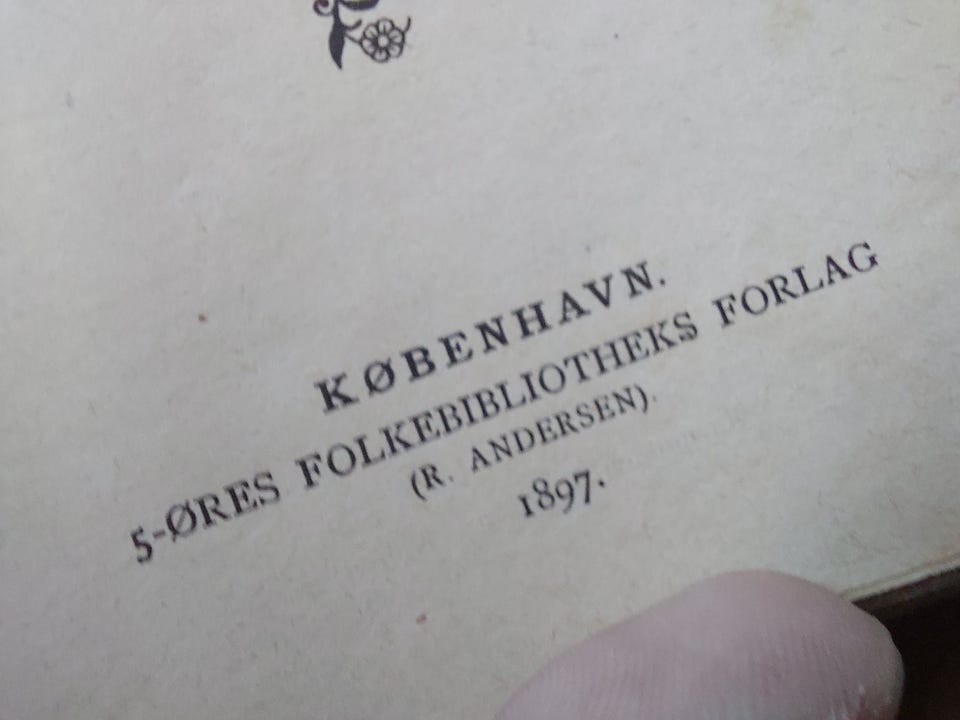 KØBENHAVN.
5-ØRES FOLKEBIBLIOTHEKS FORLAG
(R. ANDERSEN).
1897.